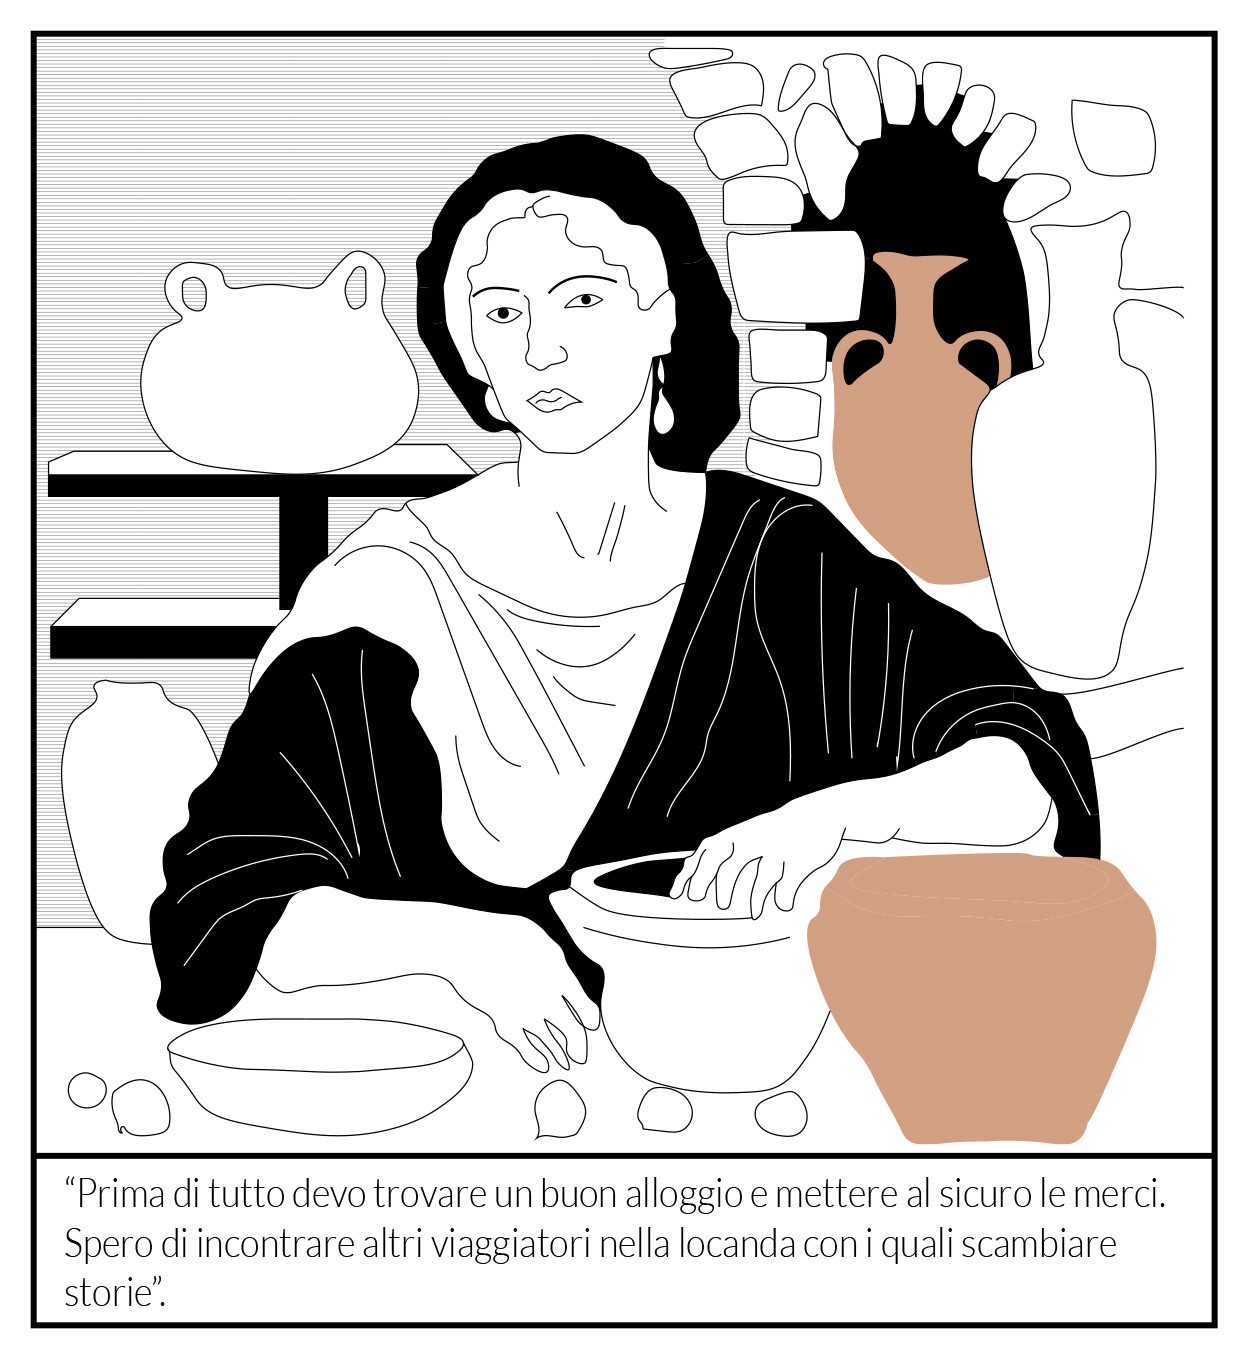 “Prima di tutto devo trovare un buon alloggio e mettere al sicuro le merci.
Spero di incontrare altri viaggiatori nella locanda con i quali scambiare
storie”.